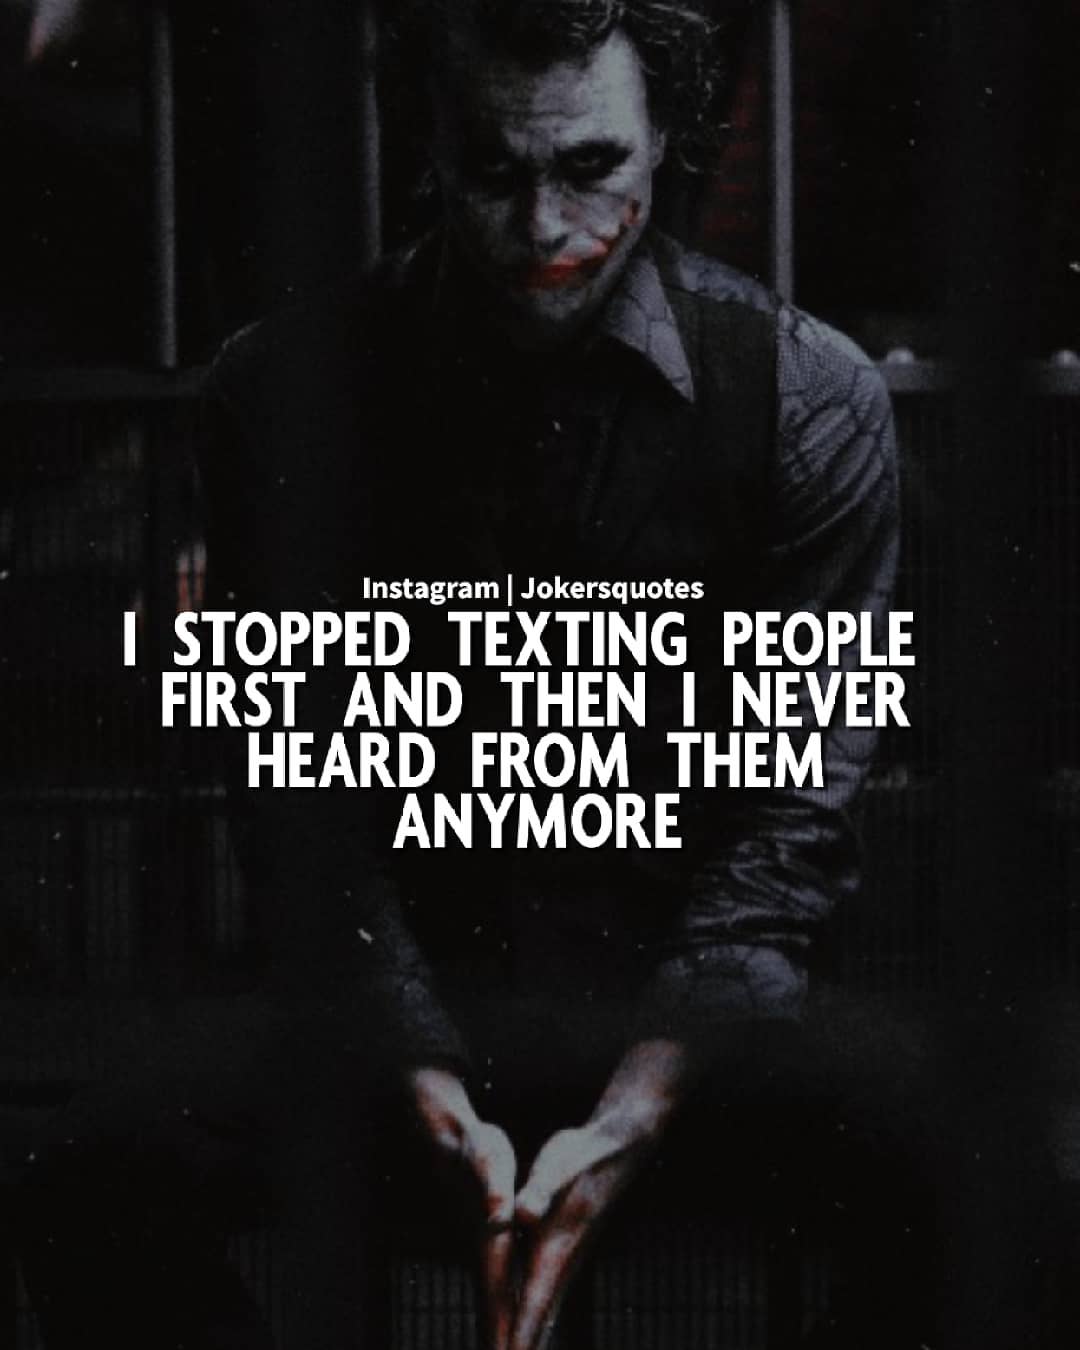 Instagram | Jokersquotes
I STOPPED TEXTING PEOPLE
FIRST AND THEN I NEVER
HEARD FROM THEM
ANYMORE